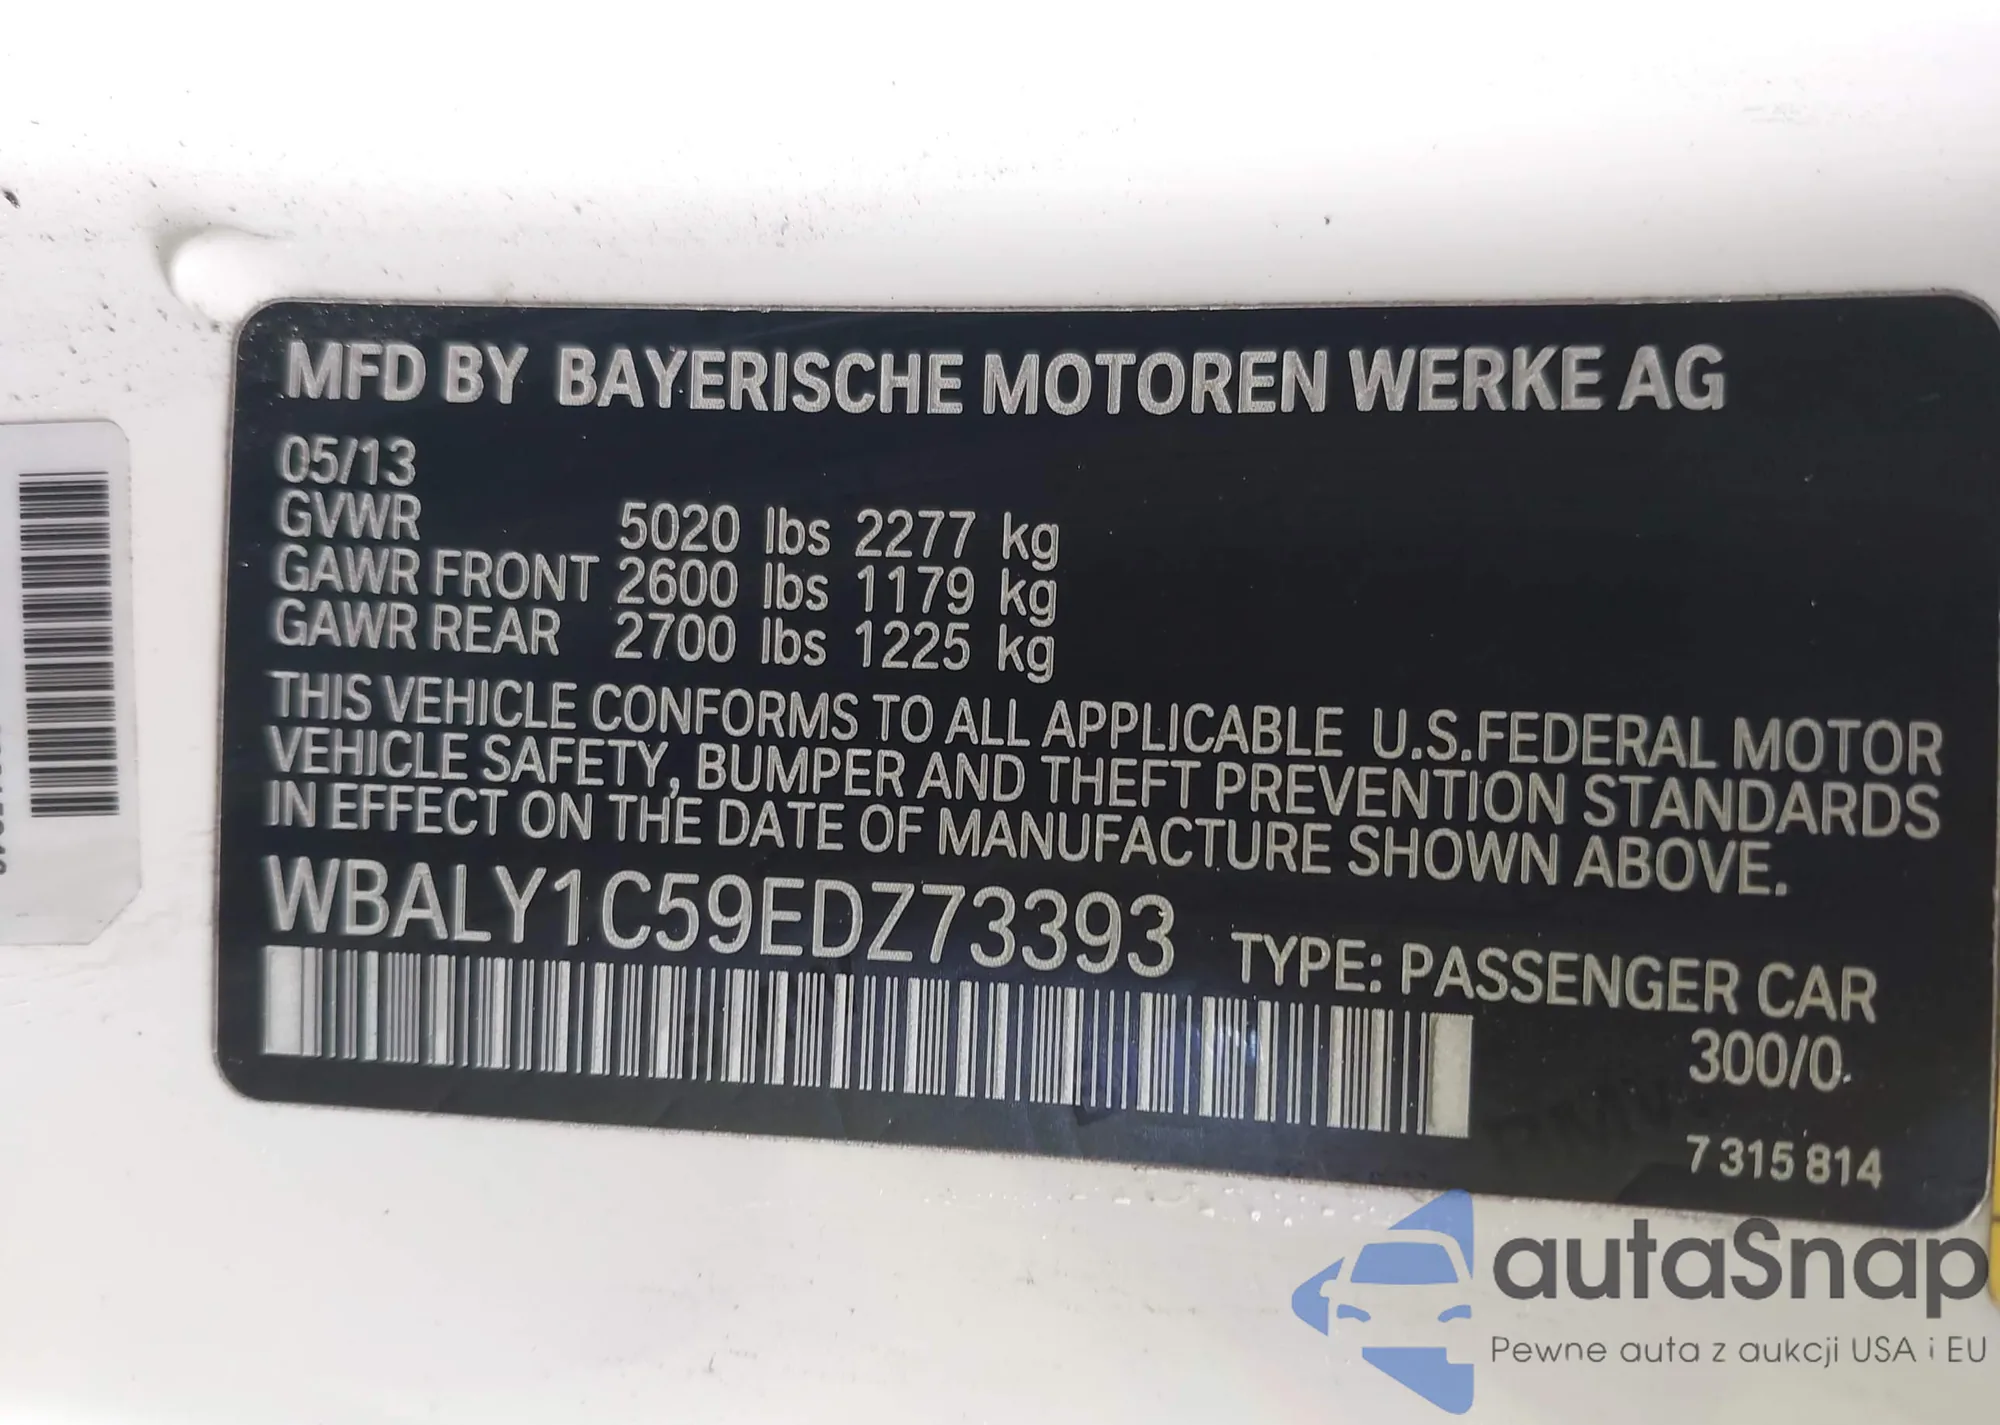 MFD BY BAYERISCHE MOTOREN WERKE AG
05/13
GVWR 5020 lbs 2277 kg
GAWR FRONT 2600 lbs 1179 kg
GAWR REAR 2700 lbs 1225 kg
THIS VEHICLE CONFORMS TO ALL APPLICABLE U.S.FEDERAL MOTOR
VEHICLE SAFETY, BUMPER AND THEFT PREVENTION STANDARDS
IN EFFECT ON THE DATE OF MANUFACTURE SHOWN ABOVE.
WBALY1C59EDZ73393
TYPE: PASSENGER CAR
300/0
7 315 814
autaSnap
Pewne auta z aukcji USA i EU